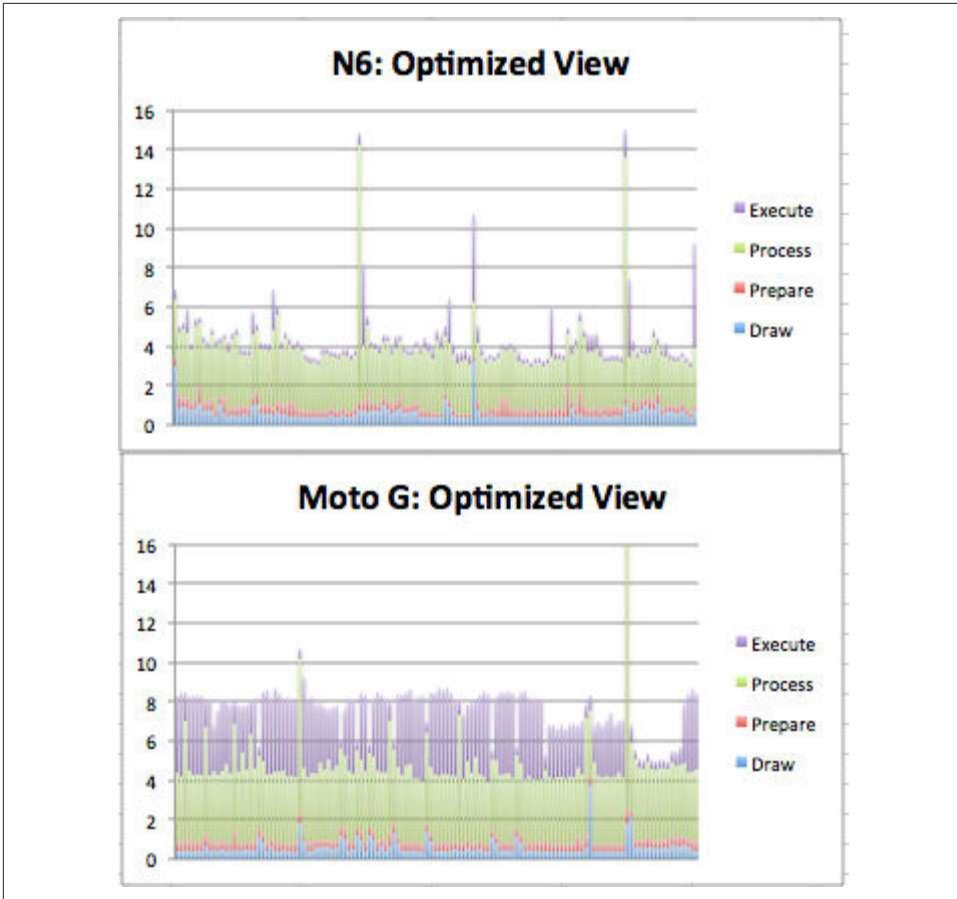 N6: Optimized View
16
14
12
10
8
6
4
2
0
Execute
Process
Prepare
Draw
Moto G: Optimized View
16
14
12
10
8
6
4
2
0
Execute
Process
Prepare
Draw